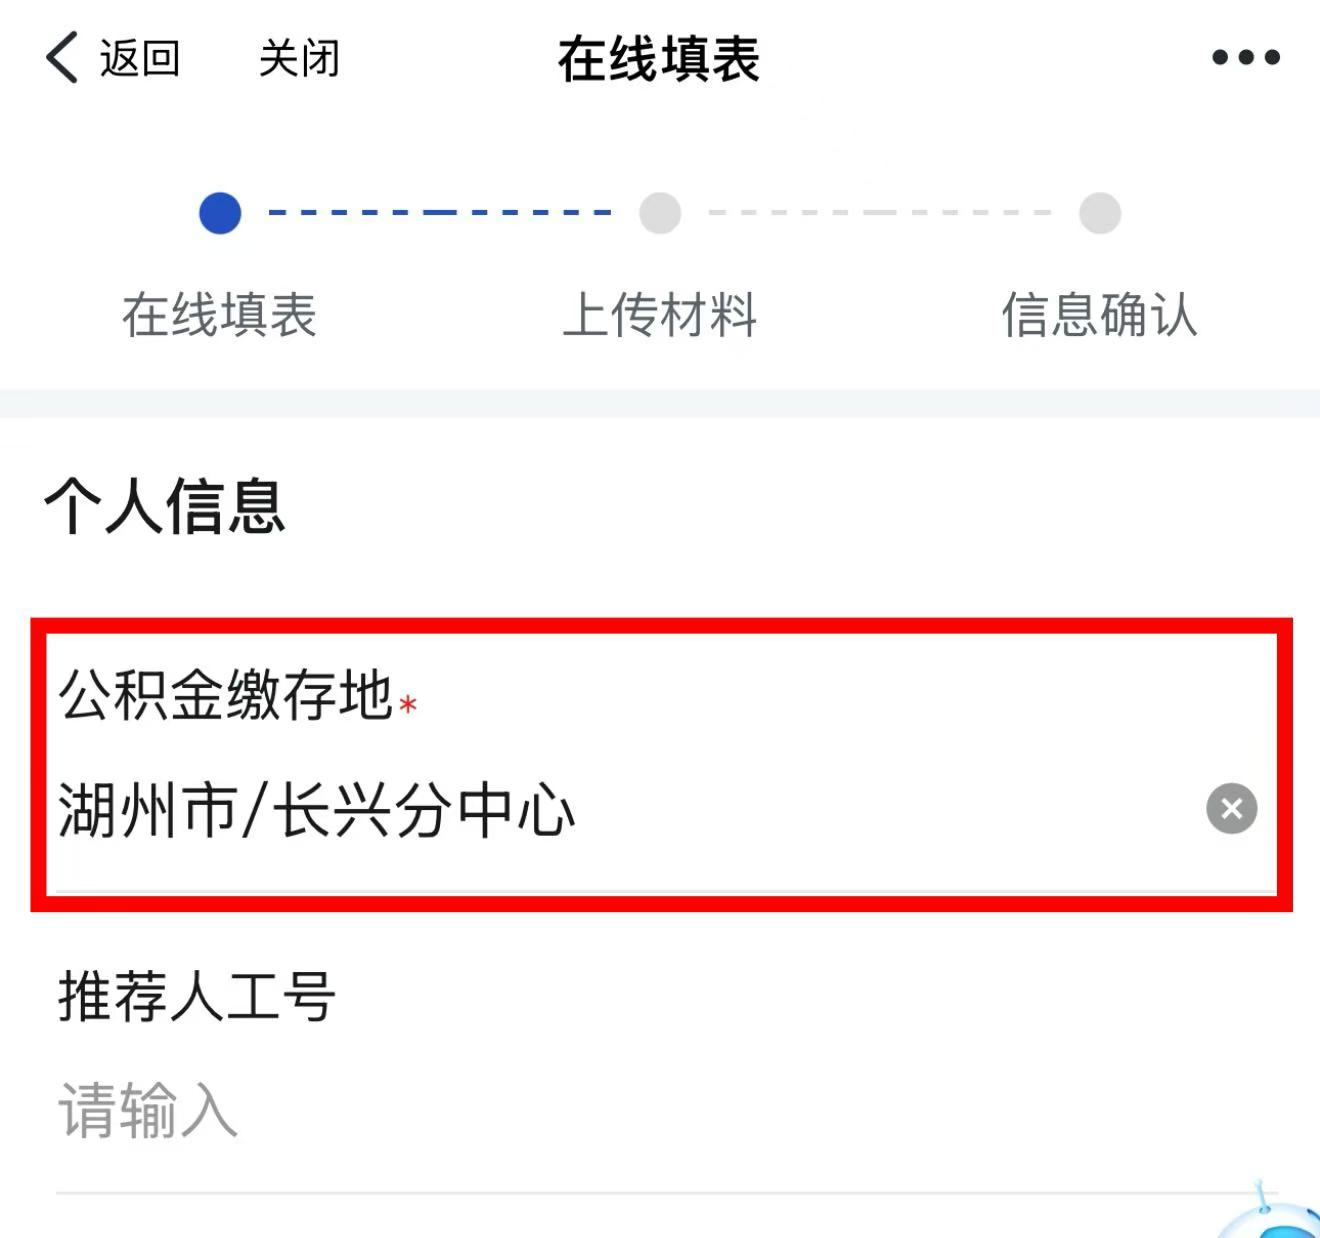 返回 关闭 在线填表
在线填表 上传材料 信息确认
个人信息
公积金缴存地*
湖州市/长兴分中心
推荐人工号
请输入